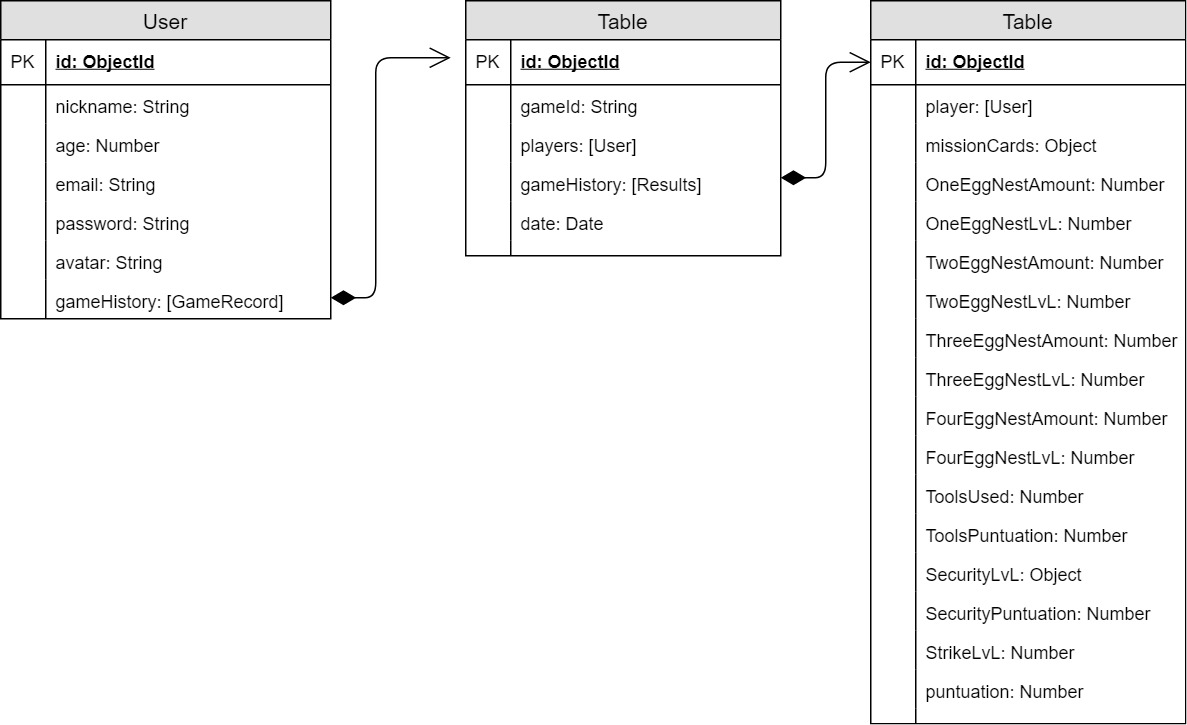 User
PK
id: ObjectId
nickname: String
age: Number
email: String
password: String
avatar: String
gameHistory: [GameRecord]
Table
PK
id: ObjectId
gameId: String
players: [User]
gameHistory: [Results]
date: Date
Table
PK
id: ObjectId
player: [User]
missionCards: Object
OneEggNestAmount: Number
OneEggNestLvL: Number
TwoEggNestAmount: Number
TwoEggNestLvL: Number
ThreeEggNestAmount: Number
ThreeEggNestLvL: Number
FourEggNestAmount: Number
FourEggNestLvL: Number
ToolsUsed: Number
ToolsPuntuation: Number
SecurityLvL: Object
SecurityPuntuation: Number
StrikeLvL: Number
puntuation: Number